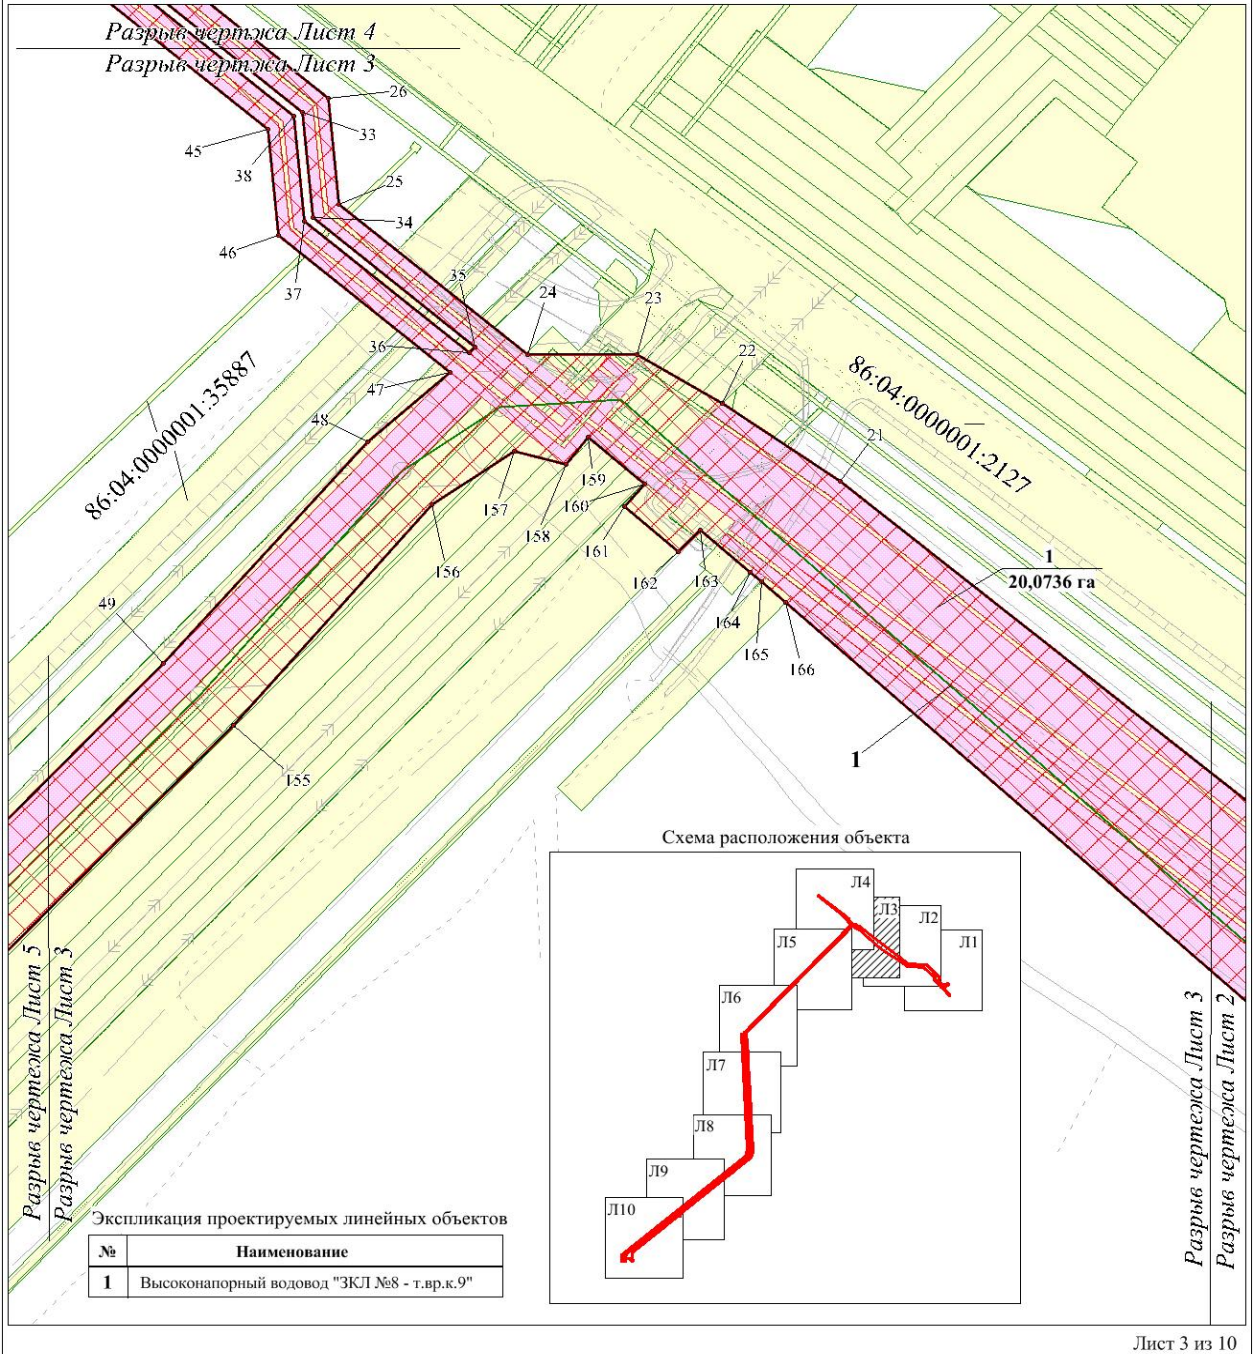 Разрыв чертжа Лист 4
Разрыв чертжа Лист 3
26
33
45
38
25
34
46
37
35
24
23
36
22
47
86:04:0000001:35887
86:04:0000001:2127
48
21
159
157
160
158
161
1
20,0736 га
156
162
163
164
165
166
49
155
1
Схема расположения объекта
Л4
Л3
Л2
Л1
Л5
Л6
Л7
Л8
Л9
Л10
Разрыв чертежа Лист 5
Разрыв чертежа Лист 3
Разрыв чертежа Лист 3
Разрыв чертежа Лист 2
Экспликация проектируемых линейных объектов
№ Наименование
1 Высоконапорный водовод "ЗКЛ №8 - т.вр.к.9"
Лист 3 из 10